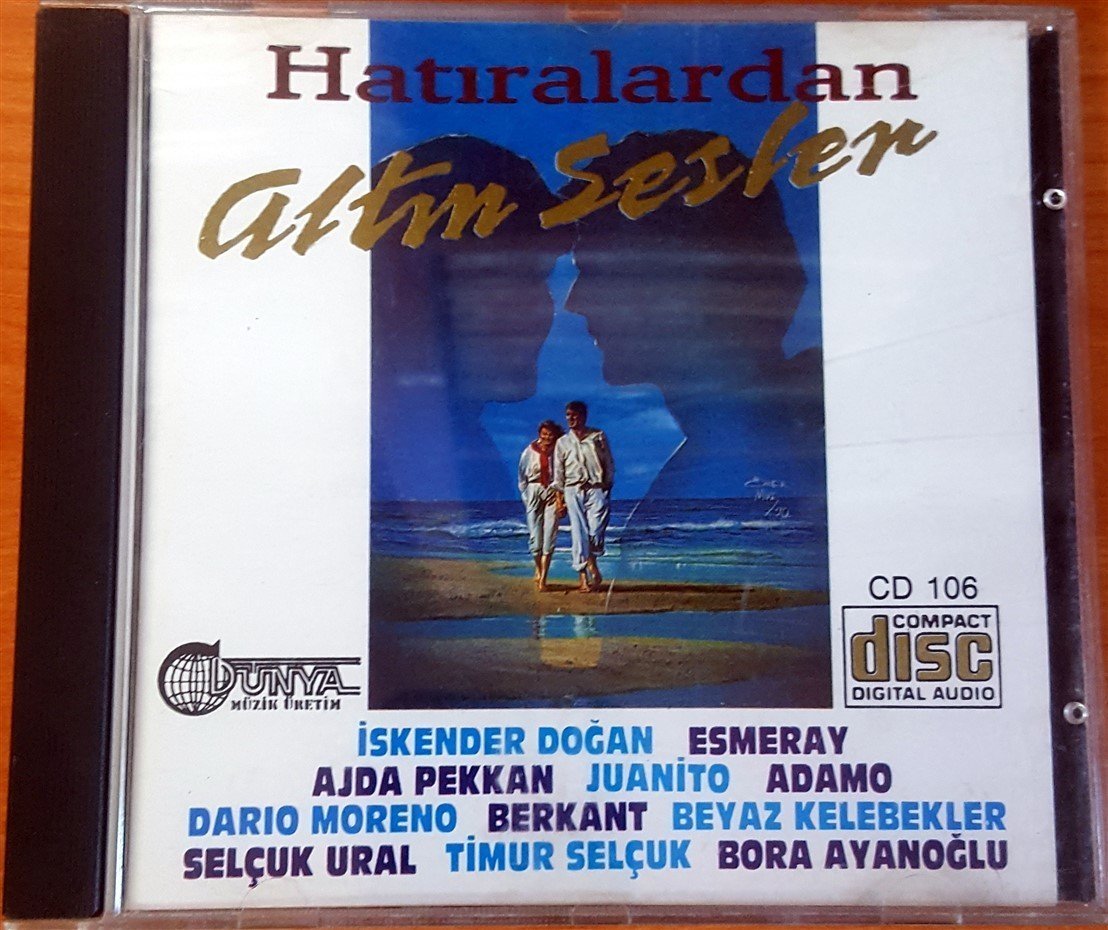 Hatıralardan
altın Sesler
CD 106
COMPACT
disc
DIGITAL AUDIO
DÜNYA
MÜZİK ÜRETİM
İSKENDER DOĞAN ESMERAY
AJDA PEKKAN JUANİTO ADAMO
DARIO MORENO BERKANT BEYAZ KELEBEKLER
SELÇUK URAL TİMUR SELÇUK BORA AYANOĞLU